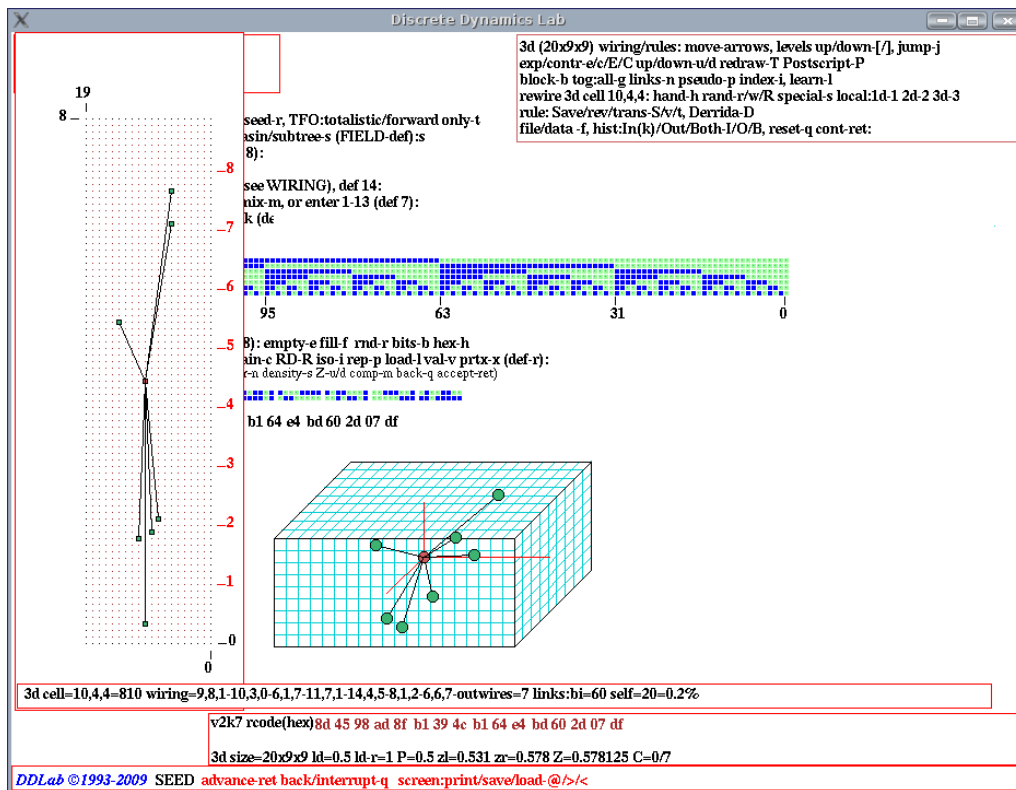 Discrete Dynamics Lab
3d (20x9x9) wiring/rules: move-arrows, levels up/down-[/], jump-j
exp/contr-e/c/E/C up/down-u/d redraw-T Postscript-P
block-b tog:all-g links-n pseudo-p index-i, learn-l
rewire 3d cell 10,4,4: hand-h rand-r/w/R special-s local:1d-1 2d-2 3d-3
rule: Save/rev/trans-S/v/t, Derrida-D
file/data -f, hist:In(k)/Out/Both-I/O/B, reset-q cont-ret:
19
8
seed-r, TFO:totalistic/forward only-t
asin/subtree-s (FIELD-def):s
8):
8
see WIRING), def 14:
nix-m, or enter 1-13 (def 7):
k (de
7
6
95 63 31 0
5
8): empty-e fill-f rnd-r bits-b hex-h
ain-c RD-R iso-i rep-p load-l val-v prtx-x (def-r):
r-n density-s Z-u/d comp-m back-q accept-ret)
4
b1 64 e4 bd 60 2d 07 df
3
2
1
0
0
3d cell=10,4,4=810 wiring=9,8,1-10,3,0-6,1,7-11,7,1-14,4,5-8,1,2-6,6,7-outwires=7 links:bi=60 self=20=0.2%
v2k7 rcode(hex)8d 45 98 ad 8f b1 39 4c b1 64 e4 bd 60 2d 07 df
3d size=20x9x9 ld=0.5 ld-r=1 P=0.5 zl=0.531 zr=0.578 Z=0.578125 C=0/7
DDLab ©1993-2009 SEED advance-ret back/interrupt-q screen:print/save/load-@/>/<